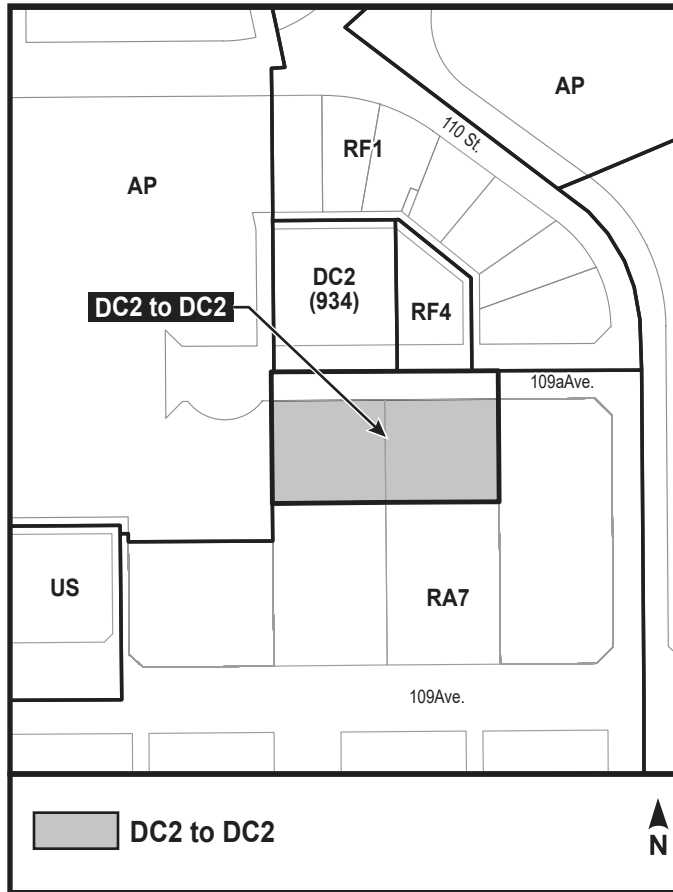 AP
110 St.
RF1
AP
DC2
(934)
DC2 to DC2
RF4
109aAve.
US
RA7
109Ave.
DC2 to DC2
N